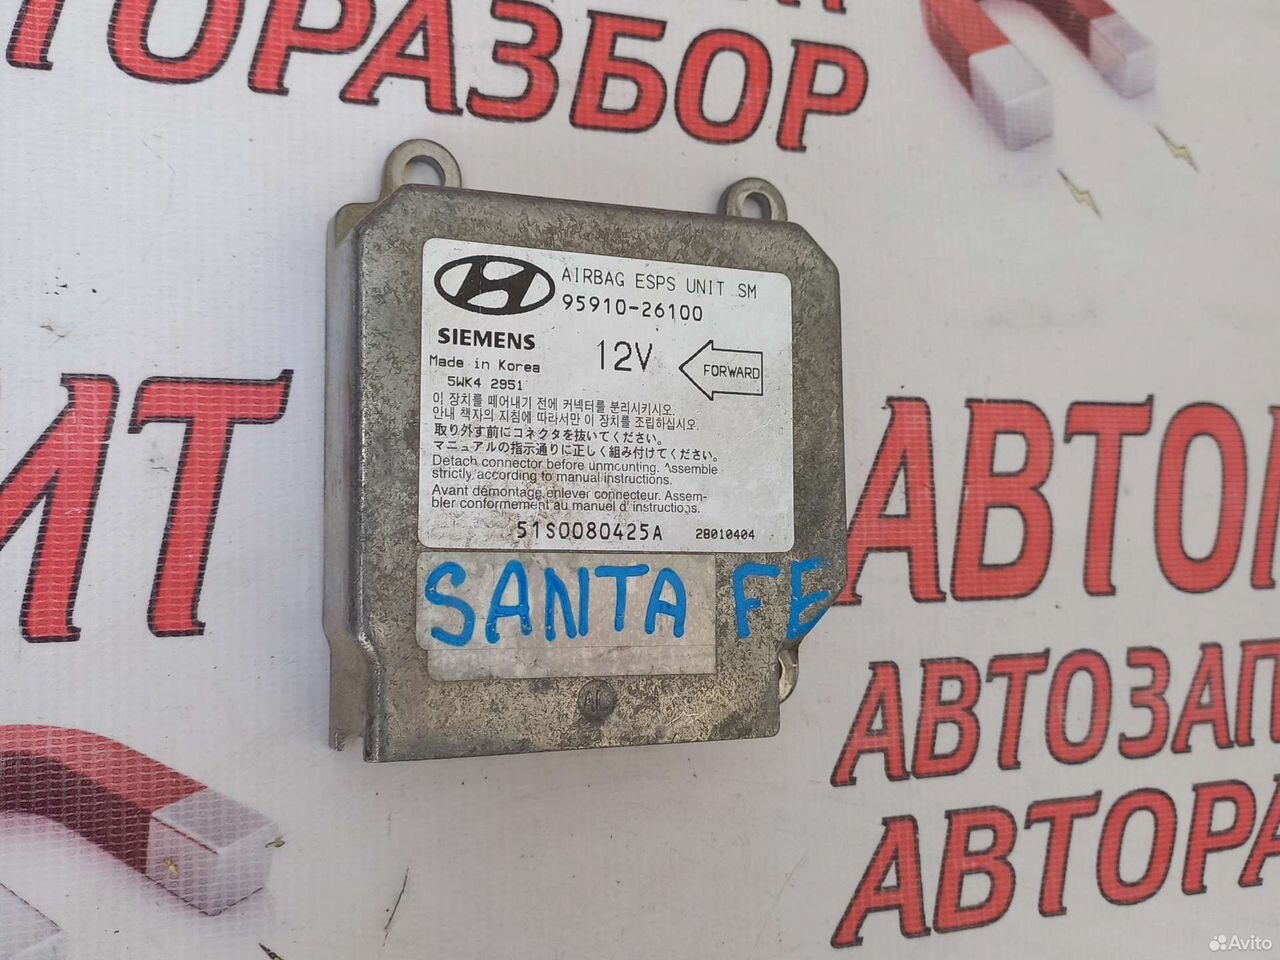 АВТОРАЗБОР
AIRBAG ESPS UNIT SM
95910-26100
SIEMENS
12V
FORWARD
Made in Korea
5WK4 2951
이 장치를 떼어내기 전에 커넥터를 분리시키시오.
안내 책자의 지침에 따라서만 이 장치를 조립하십시오.
取り外す前にコネクタを抜いてください。
マニュアルの指示通りに正しく組み付けてください。
Detach connector before unmounting. Assemble
strictly according to manual instructions.
Avant démontage enlever connecteur. Assem-
bler conformement au manuel d' instructions.
51S0080425A
28010404
SANTA FE
AL
ИТ
АВТО
АВТОЗАП
АВТОРА
Avito